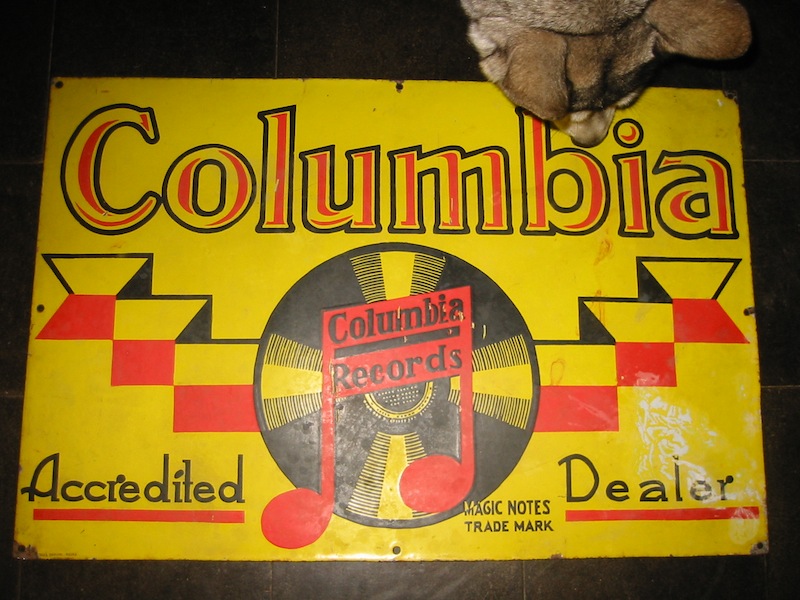 Columbia
Columbia
Records
Accredited
Dealer
MAGIC NOTES
TRADE MARK